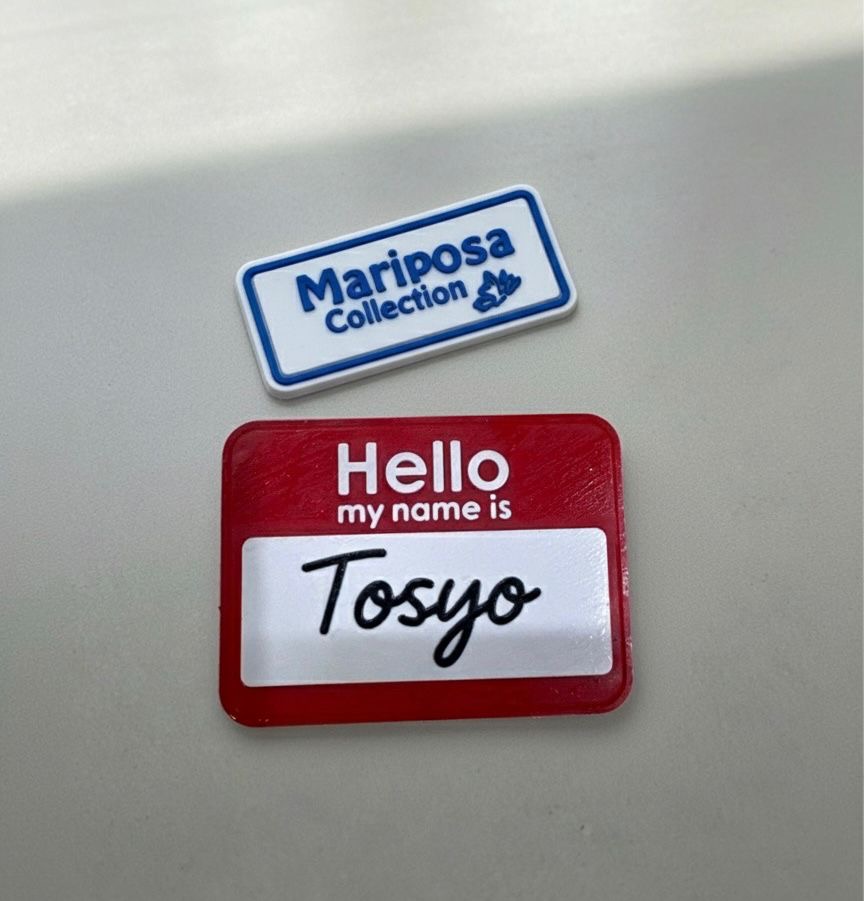 Mariposa
Collection
Hello
my name is
Tosyo